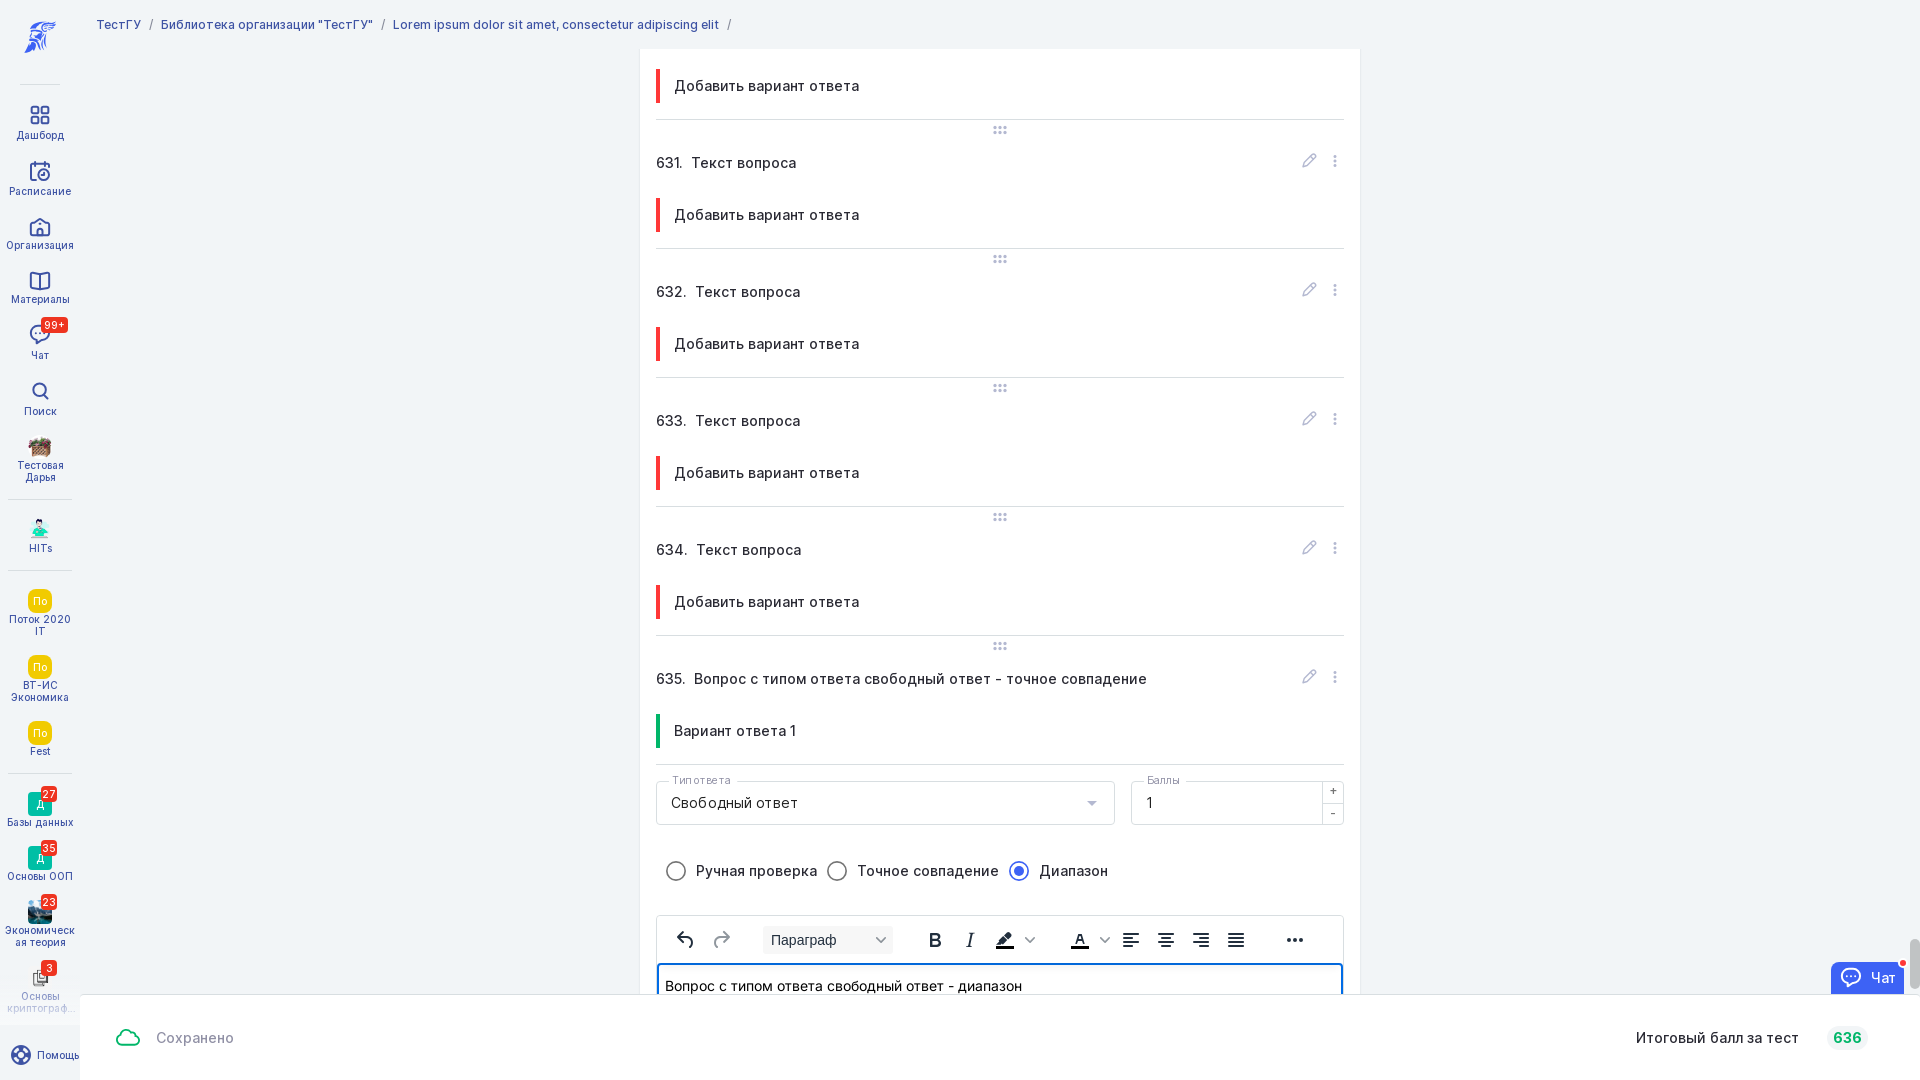 ТестГУ / Библиотека организации "ТестГУ" / Lorem ipsum dolor sit amet, consectetur adipiscing elit /
Дашборд
Расписание
Организация
Материалы
99+
Чат
Поиск
Тестовая
Дарья
HITs
По
Поток 2020
IT
По
ВТ-ИС
Экономика
По
Fest
27
Д
Базы данных
35
Д
Основы ООП
23
Экономическ
ая теория
3
Основы
криптограф...
Помощь
Добавить вариант ответа
631. Текст вопроса
Добавить вариант ответа
632. Текст вопроса
Добавить вариант ответа
633. Текст вопроса
Добавить вариант ответа
634. Текст вопроса
Добавить вариант ответа
635. Вопрос с типом ответа свободный ответ - точное совпадение
Вариант ответа 1
Тип ответа
Свободный ответ
Баллы
1
+
-
Ручная проверка Точное совпадение Диапазон
Параграф B I A
Вопрос с типом ответа свободный ответ - диапазон
Чат
Сохранено
Итоговый балл за тест 636